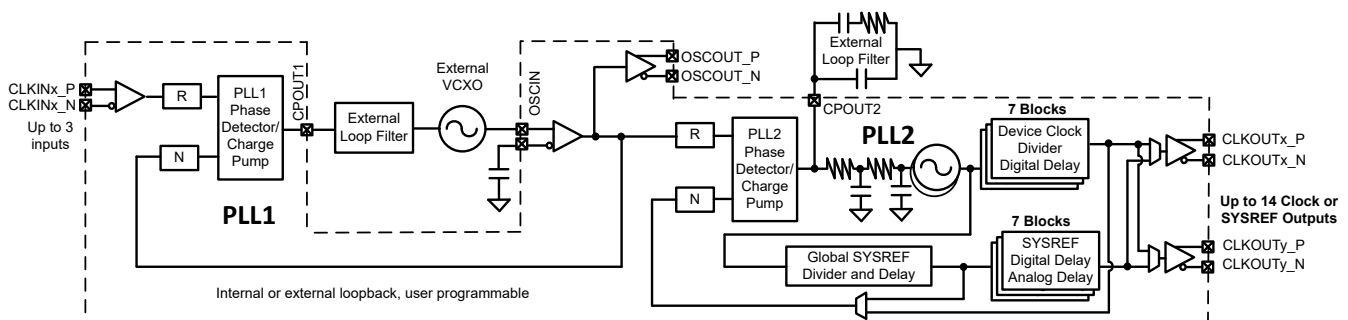 CLKINx_P
CLKINx_N
Up to 3
inputs
R
N
PLL1
Phase
Detector/
Charge
Pump
PLL1
CPOUT1
External
Loop Filter
External
VCXO
OSCIN
OSCOUT_P
OSCOUT_N
External
Loop Filter
CPOUT2
R
N
PLL2
Phase
Detector/
Charge
Pump
PLL2
7 Blocks
Device Clock
Divider
Digital Delay
CLKOUTx_P
CLKOUTx_N
Up to 14 Clock or
SYSREF Outputs
7 Blocks
SYSREF
Digital Delay
Analog Delay
CLKOUTy_P
CLKOUTy_N
Global SYSREF
Divider and Delay
Internal or external loopback, user programmable